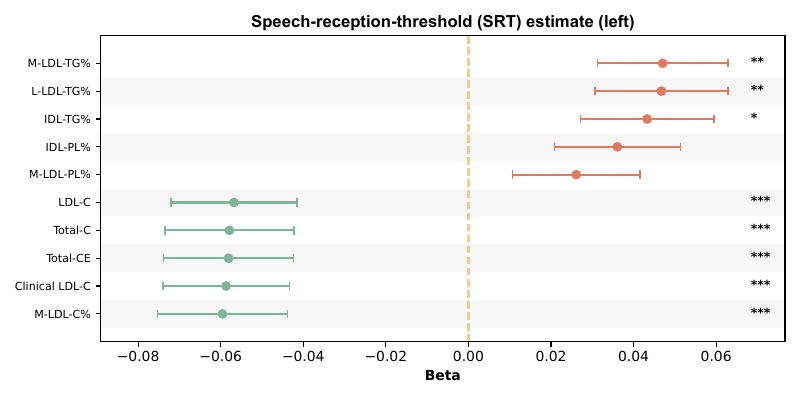 Speech-reception-threshold (SRT) estimate (left)
M-LDL-TG% **
L-LDL-TG% **
IDL-TG% *
IDL-PL%
M-LDL-PL%
LDL-C ***
Total-C ***
Total-CE ***
Clinical LDL-C ***
M-LDL-C% ***
−0.08 −0.06 −0.04 −0.02 0.00 0.02 0.04 0.06
Beta